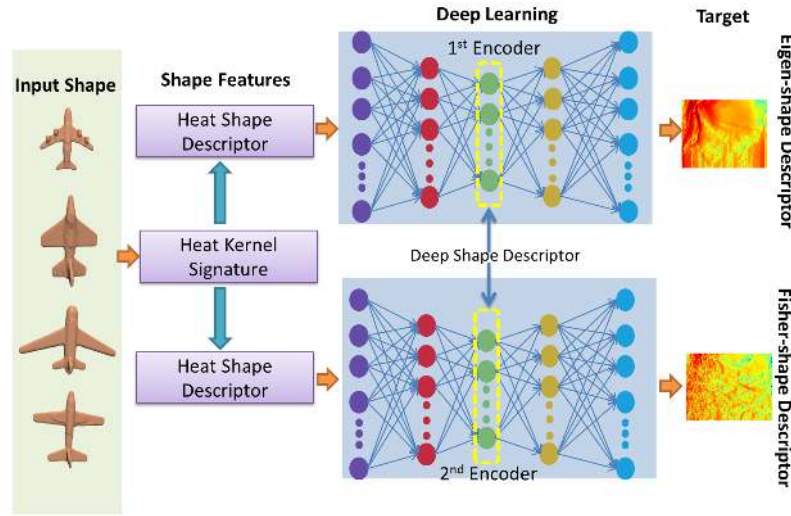 Deep Learning
Target
Input Shape
Shape Features
1st Encoder
Heat Shape
Descriptor
Eigen-shape Descriptor
Heat Kernel
Signature
Deep Shape Descriptor
Heat Shape
Descriptor
Fisher-shape Descriptor
2nd Encoder